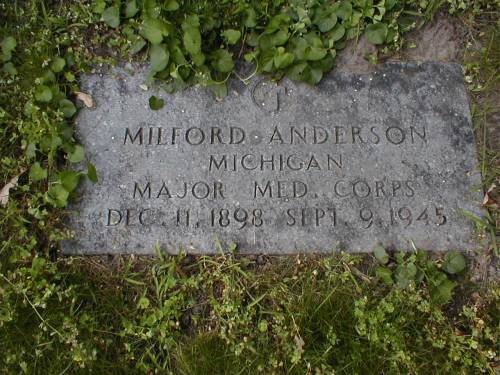 MILFORD ANDERSON
MICHIGAN
MAJOR MED. CORPS
DEC. 11, 1898 SEPT. 9, 1945